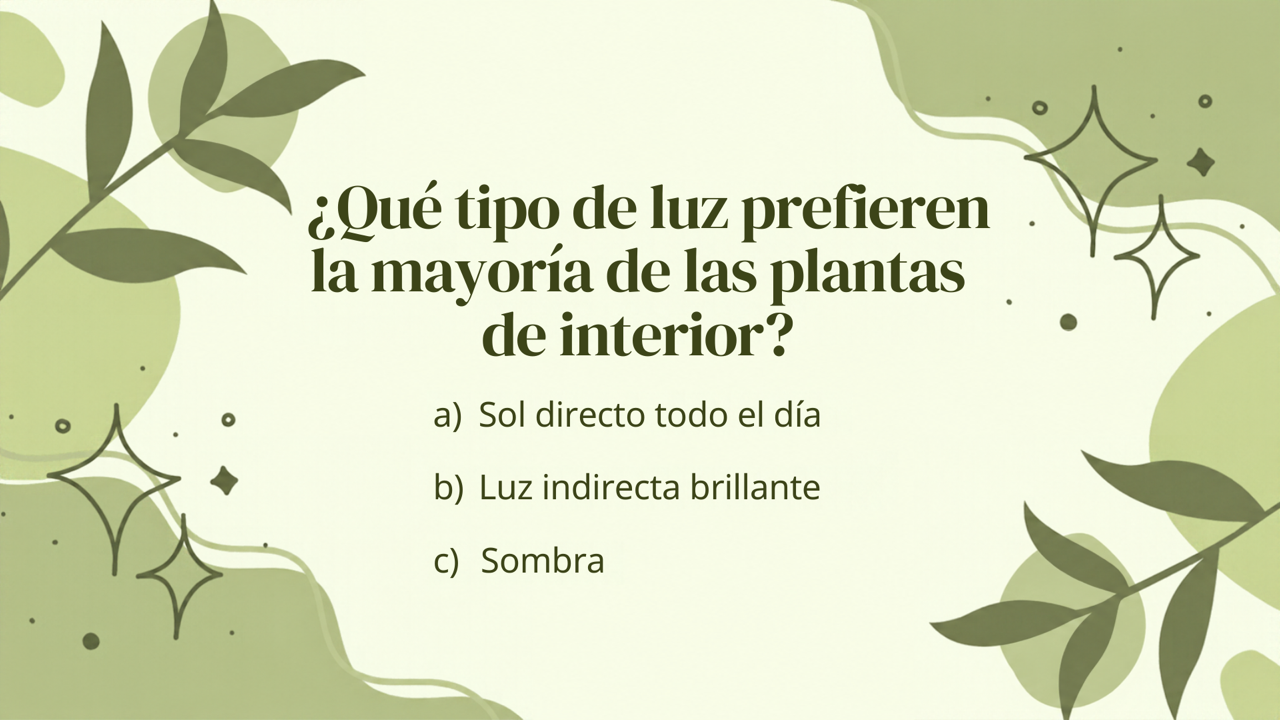 ¿Qué tipo de luz prefieren
la mayoría de las plantas
de interior?
a) Sol directo todo el día
b) Luz indirecta brillante
c) Sombra